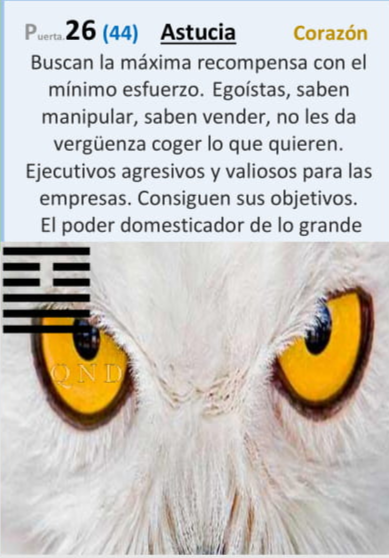 Puerta.26 (44) Astucia Corazón
Buscan la máxima recompensa con el
mínimo esfuerzo. Egoístas, saben
manipular, saben vender, no les da
vergüenza coger lo que quieren.
Ejecutivos agresivos y valiosos para las
empresas. Consiguen sus objetivos.
El poder domesticador de lo grande
QND